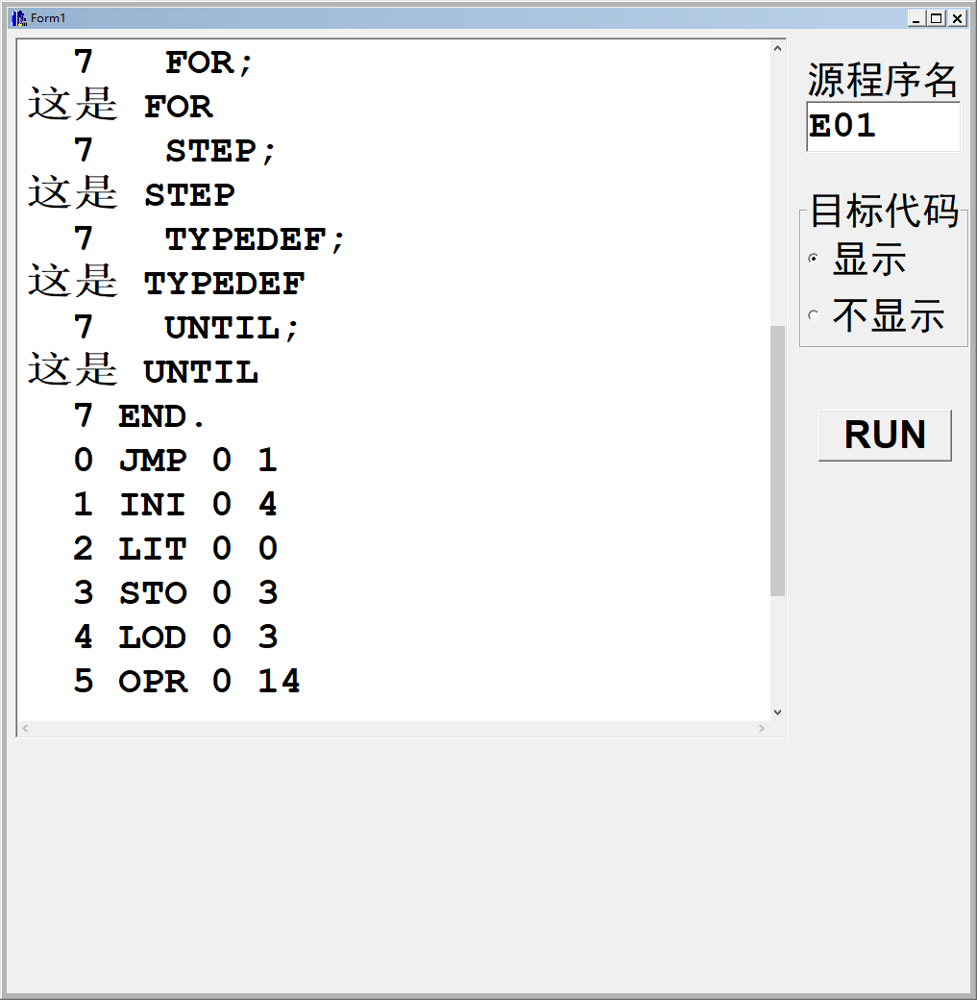 Form1
7 FOR;
这是 FOR
7 STEP;
这是 STEP
7 TYPEDEF;
这是 TYPEDEF
7 UNTIL;
这是 UNTIL
7 END.
0 JMP 0 1
1 INI 0 4
2 LIT 0 0
3 STO 0 3
4 LOD 0 3
5 OPR 0 14
源程序名
E01
目标代码
显示
不显示
RUN